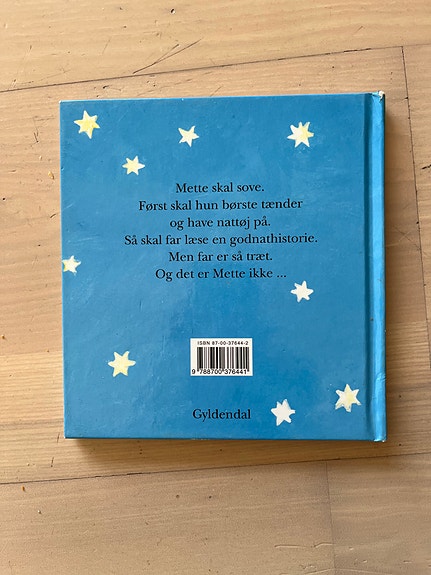 Mette skal sove.
Først skal hun børste tænder
og have nattøj på.
Så skal far læse en godnathistorie.
Men far er så træt.
Og det er Mette ikke ...
ISBN 87-00-37644-2
9 788700 376441
Gyldendal